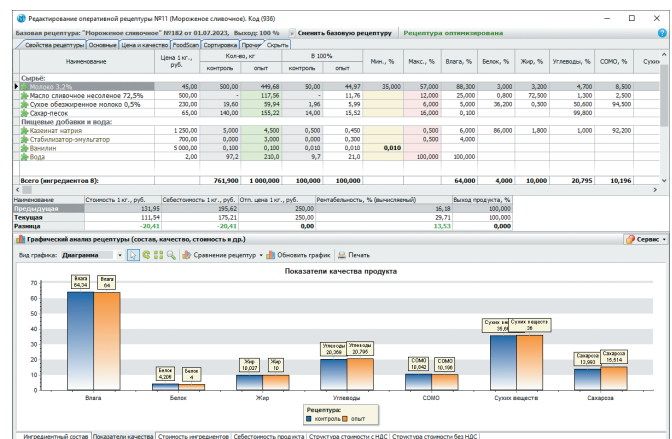 Редактирование оперативной рецептуры №11 (Мороженое сливочное). Код (936)
Базовая рецептура: "Мороженое сливочное" №182 от 01.07.2023, Выход: 100 % Сменить базовую рецептуру Рецептура оптимизирована
Свойства рецептуры Основные Цена и качество FoodScan Сортировка Прочие Скрыть
Наименование Цена 1 кг., руб. Кол-во, кг В 100% Мин., % Макс., % Влага, % Белок, % Жир, % Углеводы, % СОМО, % Сухих
контроль опыт контроль опыт
Сырьё:
Молоко 3,2% 45,00 500,00 449,68 50,00 44,97 35,000 57,000 88,300 3,000 3,200 4,700 8,500
Масло сливочное несоленое 72,5% 500,00 - 117,56 - 11,76 12,000 25,000 0,800 72,500 1,300 2,500
Сухое обезжиренное молоко 0,5% 230,00 19,60 59,94 1,96 5,99 6,000 5,000 36,200 0,500 50,600 94,500
Сахар-песок 65,00 140,00 155,22 14,00 15,52 16,000 0,100 99,800
Пищевые добавки и вода:
Казеинат натрия 1 250,00 5,000 4,500 0,500 0,450 0,500 6,000 86,000 1,800 1,000 92,200
Стабилизатор-эмульгатор 700,00 0,000 3,000 0,000 0,300 0,500 4,000
Ванилин 5 000,00 0,100 0,100 0,010 0,010 0,010
Вода 2,00 97,2 210,0 9,7 21,0 100,000 100,000
Всего (ингредиентов 8): 761,900 1 000,000 100,000 100,000 64,000 4,000 10,000 20,795 10,196
Наименование Стоимость 1 кг., руб. Себестоимость 1 кг., руб. Отп. цена 1 кг., руб. Рентабельность, % (вычисляемый) Выход продукта, %
Предыдущая 131,95 195,62 250,00 16,18 100,000
Текущая 111,54 175,21 250,00 29,71 100,000
Разница -20,41 -20,41 0,00 13,53 0,000
Графический анализ рецептуры (состав, качество, стоимость и др.) Сервис
Вид графика: Диаграмма Сравнение рецептур Обновить график Печать
Показатели качества продукта
70
60
50
40
30
20
10
0
Влага 64,34
Влага 64
Белок 4,206
Белок 4
Жир 10,027
Жир 10
Углеводы 20,369
Углеводы 20,795
СОМО 10,842
СОМО 10,196
Сухих веществ 36
Сахароза 13,993
Сахароза 15,514
Влага Белок Жир Углеводы СОМО Сухих веществ Сахароза
Рецептура:
контроль опыт
Ингредиентный состав Показатели качества Стоимость ингредиентов Себестоимость продукта Структура стоимости с НДС Структура стоимости без НДС